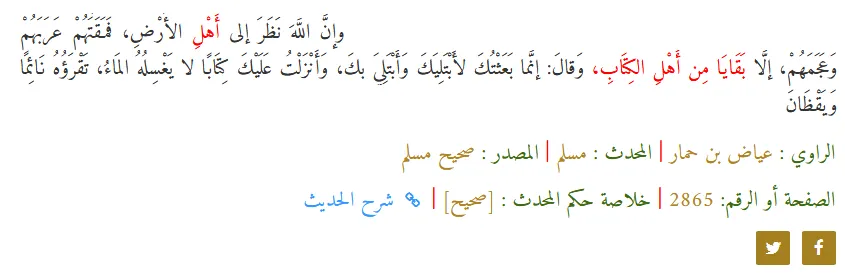 وإنَّ اللَّهَ نَظَرَ إلى أَهْلِ الأرْضِ، فَمَقَتَهُمْ عَرَبَهُمْ
وَعَجَمَهُمْ، إلَّا بَقَايَا مِن أَهْلِ الكِتَابِ، وَقالَ: إنَّما بَعَثْتُكَ لأَبْتَلِيَكَ وَأَبْتَلِيَ بكَ، وَأَنْزَلْتُ عَلَيْكَ كِتَابًا لا يَغْسِلُهُ المَاءُ، تَقْرَؤُهُ نَائِمًا
وَيَقْظَانَ
الراوي : عياض بن حمار | المحدث : مسلم | المصدر : صحيح مسلم
الصفحة أو الرقم: 2865 | خلاصة حكم المحدث : [صحيح] | شرح الحديث